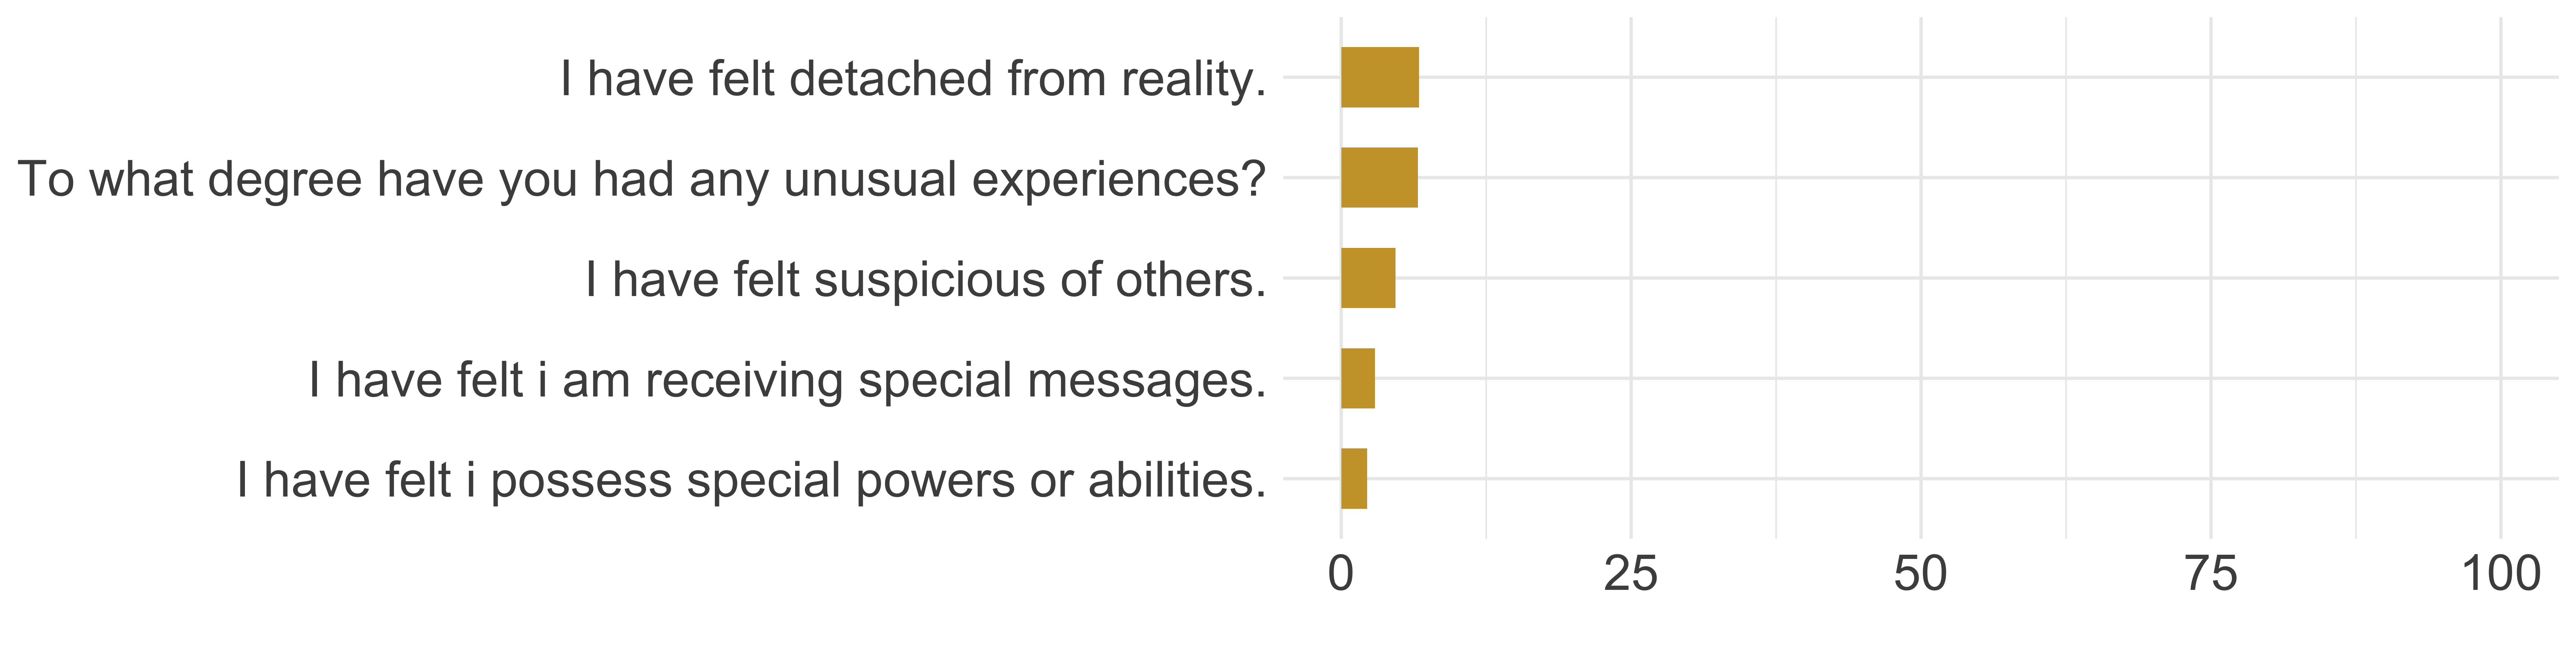 I have felt detached from reality.
To what degree have you had any unusual experiences?
I have felt suspicious of others.
I have felt i am receiving special messages.
I have felt i possess special powers or abilities.
0 25 50 75 100